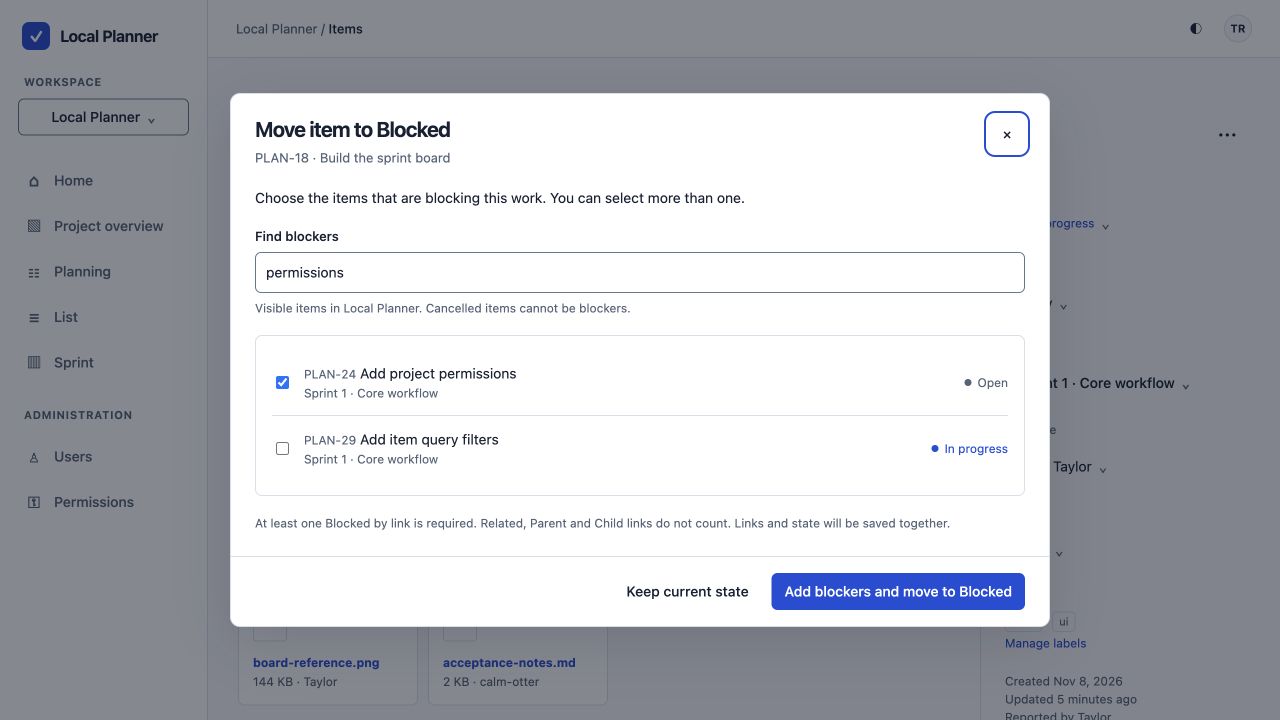 Local Planner
Local Planner / Items
TR
WORKSPACE
Local Planner
Home
Project overview
Planning
List
Sprint
ADMINISTRATION
Users
Permissions
Move item to Blocked
PLAN-18 · Build the sprint board
×
Choose the items that are blocking this work. You can select more than one.
Find blockers
permissions
Visible items in Local Planner. Cancelled items cannot be blockers.
PLAN-24 Add project permissions
Sprint 1 · Core workflow
Open
PLAN-29 Add item query filters
Sprint 1 · Core workflow
In progress
At least one Blocked by link is required. Related, Parent and Child links do not count. Links and state will be saved together.
Keep current state
Add blockers and move to Blocked
1 · Core workflow
Taylor
ui
Manage labels
Created Nov 8, 2026
Updated 5 minutes ago
Reported by Taylor
board-reference.png
144 KB · Taylor
acceptance-notes.md
2 KB · calm-otter